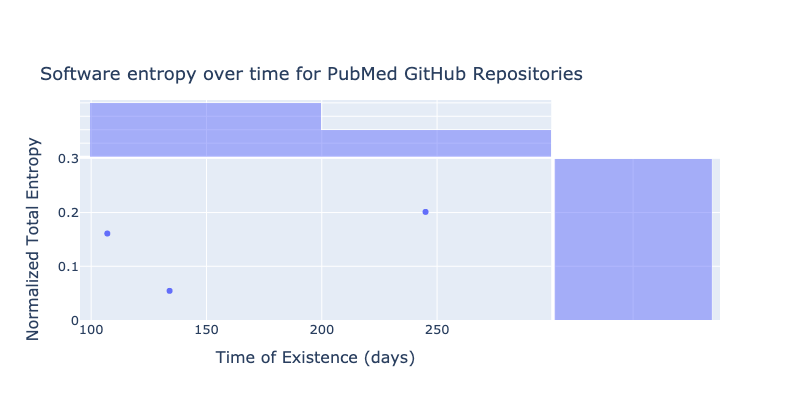 Software entropy over time for PubMed GitHub Repositories
Normalized Total Entropy
0.3
0.2
0.1
0
100 150 200 250
Time of Existence (days)